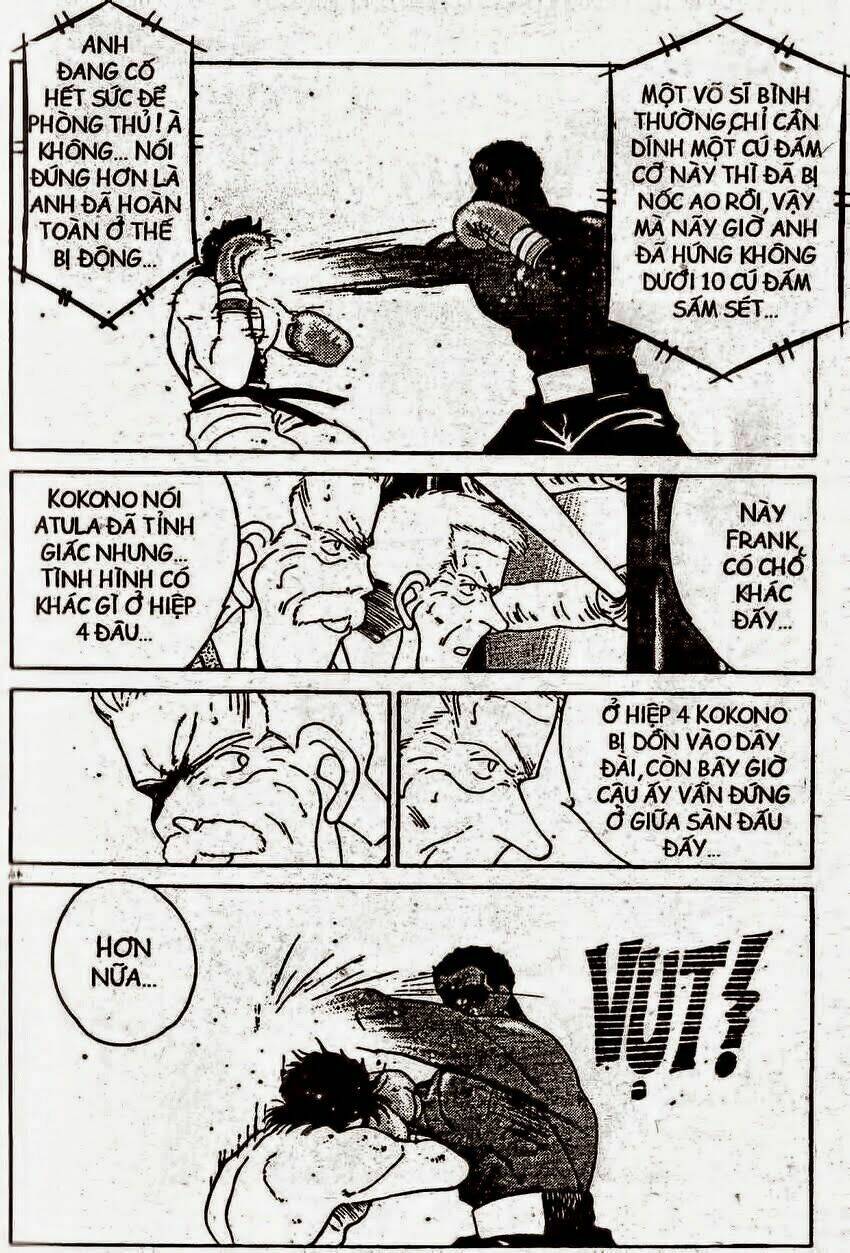 MỘT VÕ SĨ BÌNH
THƯỜNG, CHỈ CẦN
DÍNH MỘT CÚ ĐẤM
CỠ NÀY THÌ ĐÃ BỊ
NỐC AO RỒI, VẬY
MÀ NÃY GIỜ ANH
ĐÃ HỨNG KHÔNG
DƯỚI 10 CÚ ĐẤM
SẤM SÉT...
ANH
ĐANG CỐ
HẾT SỨC ĐỂ
PHÒNG THỦ! À
KHÔNG... NÓI
ĐÚNG HƠN LÀ
ANH ĐÃ HOÀN
TOÀN Ở THẾ
BỊ ĐỘNG...
NÀY
FRANK,
CÓ CHỖ
KHÁC
ĐẤY...
KOKONO NÓI
ATULA ĐÃ TỈNH
GIẤC NHƯNG...
TÌNH HÌNH CÓ
KHÁC GÌ Ở HIỆP
4 ĐÂU...
Ở HIỆP 4 KOKONO
BỊ DỒN VÀO DÂY
ĐÀI, CÒN BÂY GIỜ
CẬU ẤY VẪN ĐỨNG
Ở GIỮA SÀN ĐẤU
ĐẤY...
HƠN
NỮA...
VỤT!